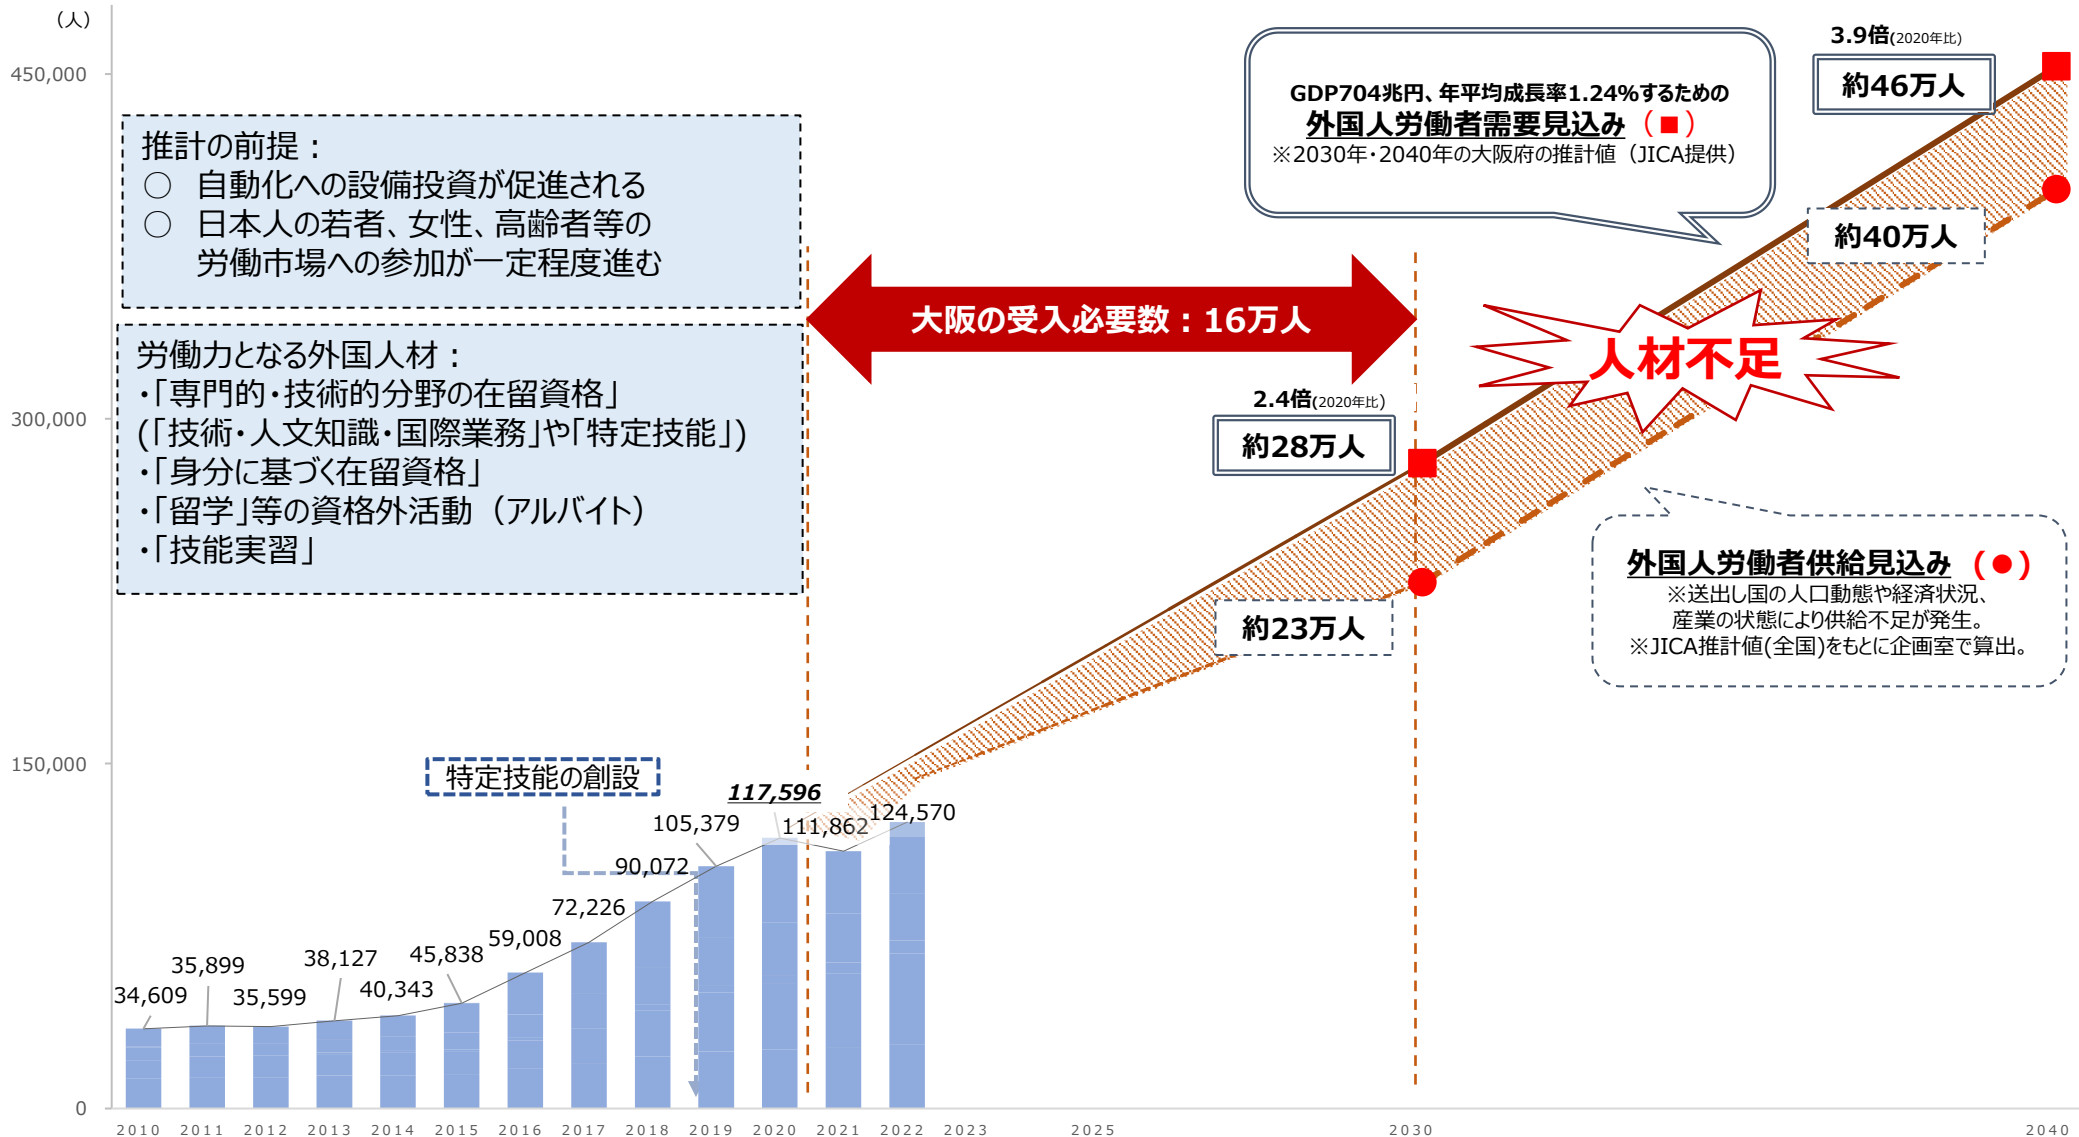 （人）
450,000
300,000
150,000
0
推計の前提：
○ 自動化への設備投資が促進される
○ 日本人の若者、女性、高齢者等の
労働市場への参加が一定程度進む
労働力となる外国人材：
・「専門的・技術的分野の在留資格」
(「技術・人文知識・国際業務」や「特定技能」)
・「身分に基づく在留資格」
・「留学」等の資格外活動（アルバイト）
・「技能実習」
GDP704兆円、年平均成長率1.24%するための
外国人労働者需要見込み（■）
※2030年・2040年の大阪府の推計値（JICA提供）
3.9倍(2020年比)
約46万人
約40万人
大阪の受入必要数：16万人
人材不足
2.4倍(2020年比)
約28万人
約23万人
外国人労働者供給見込み（●）
※送出し国の人口動態や経済状況、
産業の状態により供給不足が発生。
※JICA推計値(全国)をもとに企画室で算出。
特定技能の創設
34,609
35,899
35,599
38,127
40,343
45,838
59,008
72,226
90,072
105,379
117,596
111,862
124,570
2010 2011 2012 2013 2014 2015 2016 2017 2018 2019 2020 2021 2022 2023 2025 2030 2040